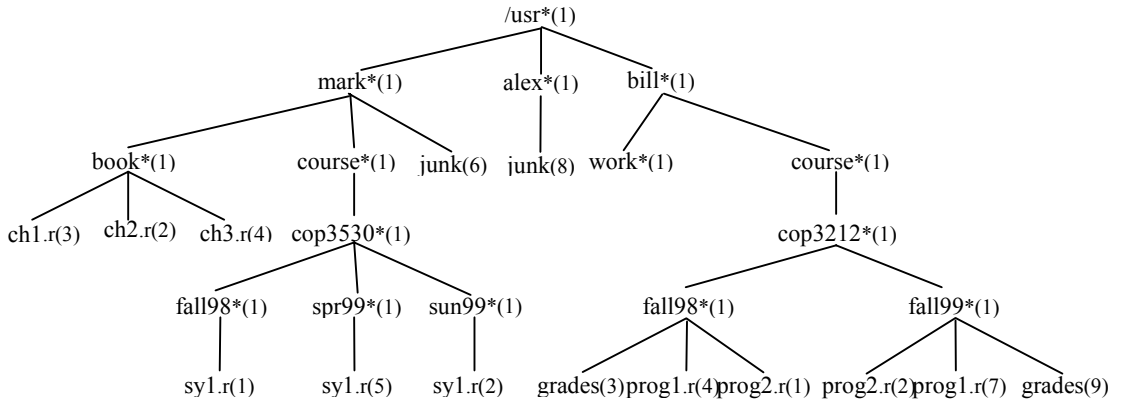 /usr*(1)
mark*(1) alex*(1) bill*(1)
book*(1) course*(1) junk(6) junk(8) work*(1) course*(1)
ch1.r(3) ch2.r(2) ch3.r(4) cop3530*(1) cop3212*(1)
fall98*(1) spr99*(1) sun99*(1) fall98*(1) fall99*(1)
sy1.r(1) sy1.r(5) sy1.r(2) grades(3) prog1.r(4) prog2.r(1) prog2.r(2) prog1.r(7) grades(9)